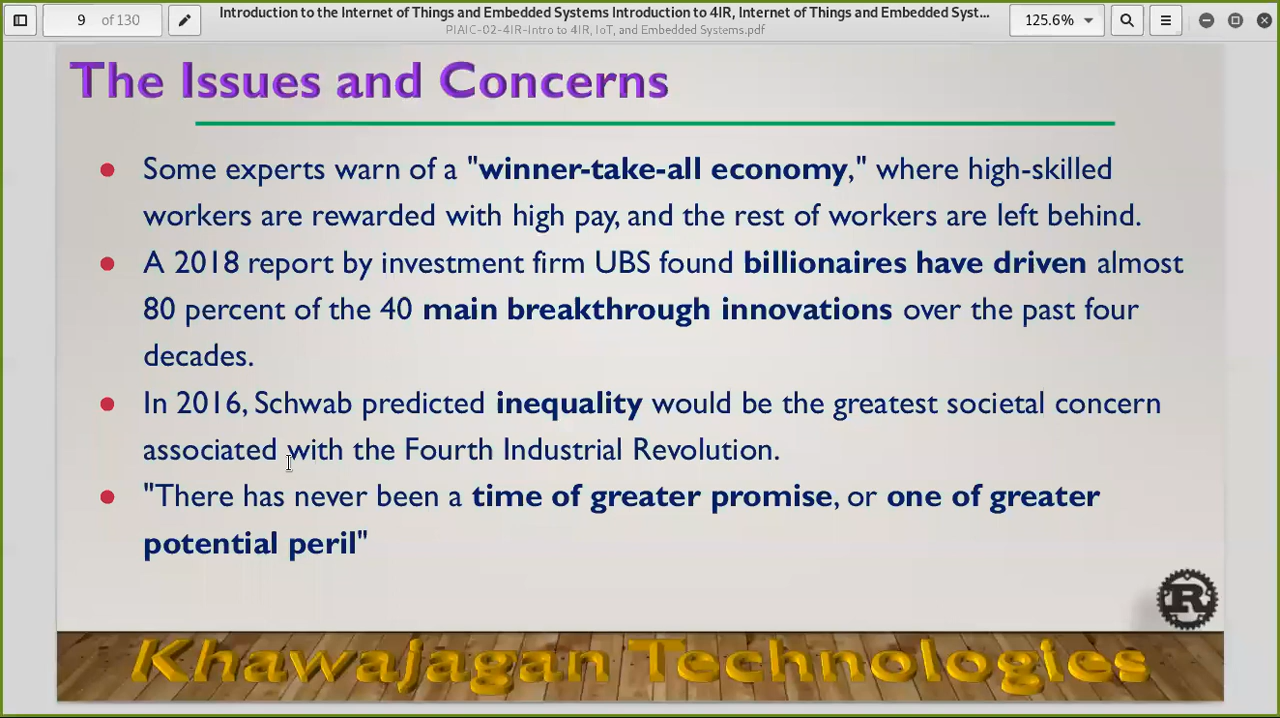 9 of 130
Introduction to the Internet of Things and Embedded Systems Introduction to 4IR, Internet of Things and Embedded Syst...
PIAIC-02-4IR-Intro to 4IR, IoT, and Embedded Systems.pdf
125.6%
The Issues and Concerns
Some experts warn of a "winner-take-all economy," where high-skilled
workers are rewarded with high pay, and the rest of workers are left behind.
A 2018 report by investment firm UBS found billionaires have driven almost
80 percent of the 40 main breakthrough innovations over the past four
decades.
In 2016, Schwab predicted inequality would be the greatest societal concern
associated with the Fourth Industrial Revolution.
"There has never been a time of greater promise, or one of greater
potential peril"
R
Khawajagan Technologies